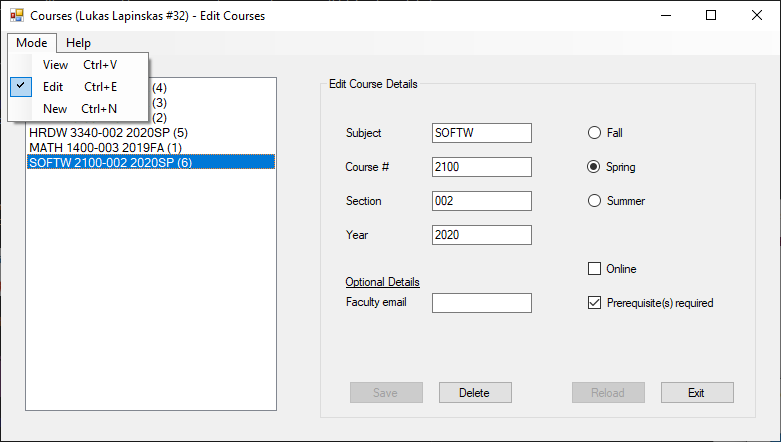 Courses (Lukas Lapinskas #32) - Edit Courses
Mode Help
View Ctrl+V
Edit Ctrl+E
New Ctrl+N
(4)
(3)
(2)
HRDW 3340-002 2020SP (5)
MATH 1400-003 2019FA (1)
SOFTW 2100-002 2020SP (6)
Edit Course Details
Subject SOFTW Fall
Course # 2100 Spring
Section 002 Summer
Year 2020
Online
Optional Details
Faculty email Prerequisite(s) required
Save Delete Reload Exit